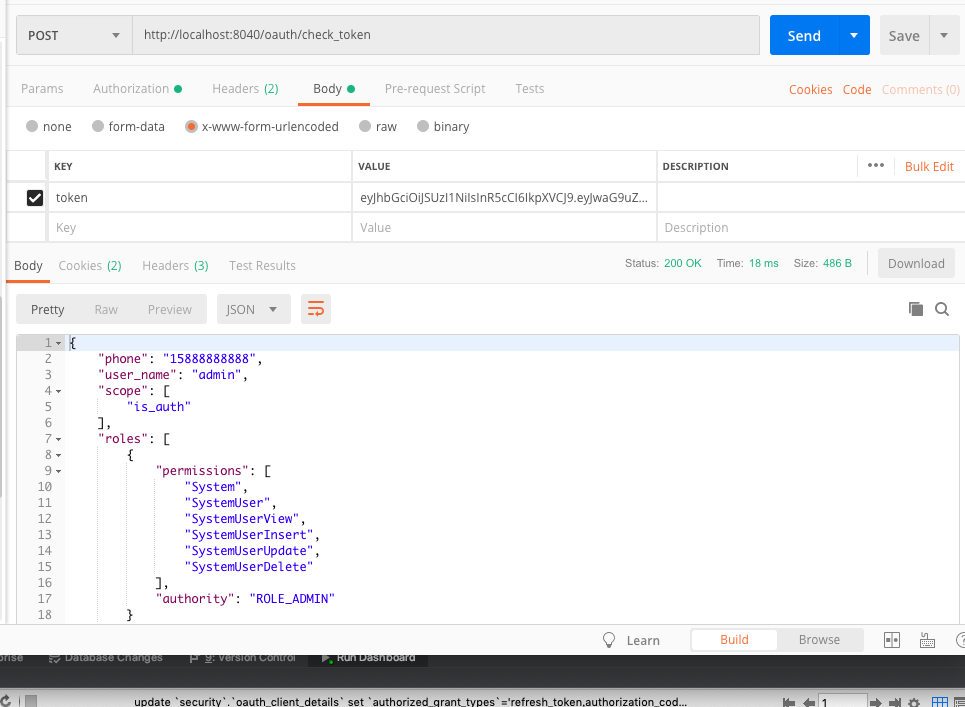 POST http://localhost:8040/oauth/check_token Send Save
Params Authorization Headers (2) Body Pre-request Script Tests Cookies Code Comments (0)
none form-data x-www-form-urlencoded raw binary
KEY VALUE DESCRIPTION ••• Bulk Edit
token eyJhbGciOiJSUzI1NiIsInR5cCI6IkpXVCJ9.eyJwaG9uZ...
Key Value Description
Body Cookies (2) Headers (3) Test Results Status: 200 OK Time: 18 ms Size: 486 B Download
Pretty Raw Preview JSON
1 {
2 "phone": "15888888888",
3 "user_name": "admin",
4 "scope": [
5 "is_auth"
6 ],
7 "roles": [
8 {
9 "permissions": [
10 "System",
11 "SystemUser",
12 "SystemUserView",
13 "SystemUserInsert",
14 "SystemUserUpdate",
15 "SystemUserDelete"
16 ],
17 "authority": "ROLE_ADMIN"
18 }
Learn Build Browse
Database Changes 9: Version Control Run Dashboard
update `security`.`oauth_client_details` set `authorized_grant_types`='refresh_token,authorization_cod... 1